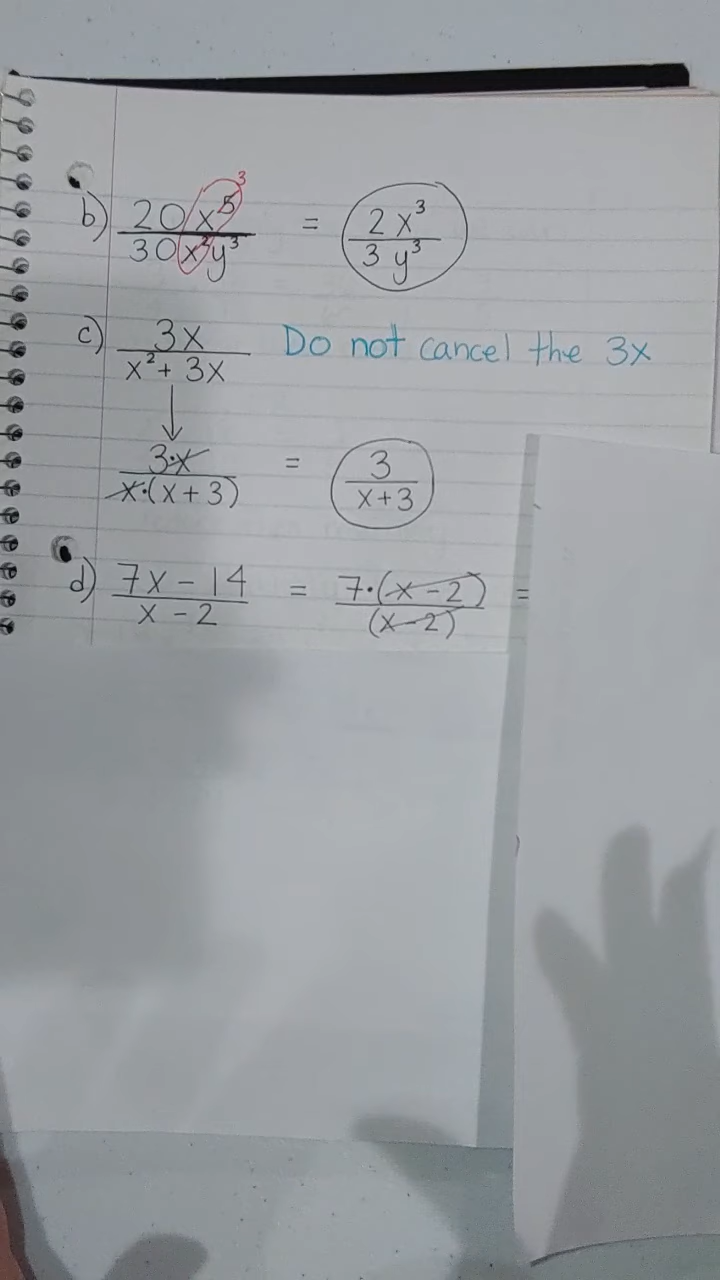 b) 20x⁵/30x²y³ ³ = 2x³/3y³
c) 3x/x²+3x Do not cancel the 3x
↓
3·x/x·(x+3) = 3/x+3
d) 7x-14/x-2 = 7·(x-2)/(x-2) =